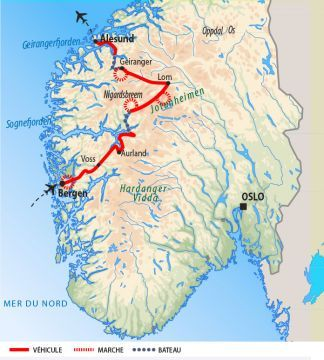 Oppdal/Os
Geirangerfjorden
Ålesund
Geiranger
Lom
Nigardsbreem
Jotunheimen
Sognefjorden
Voss
Aurland
Bergen
Hardanger
Vidda
OSLO
MER DU NORD
VÉHICULE MARCHE BATEAU